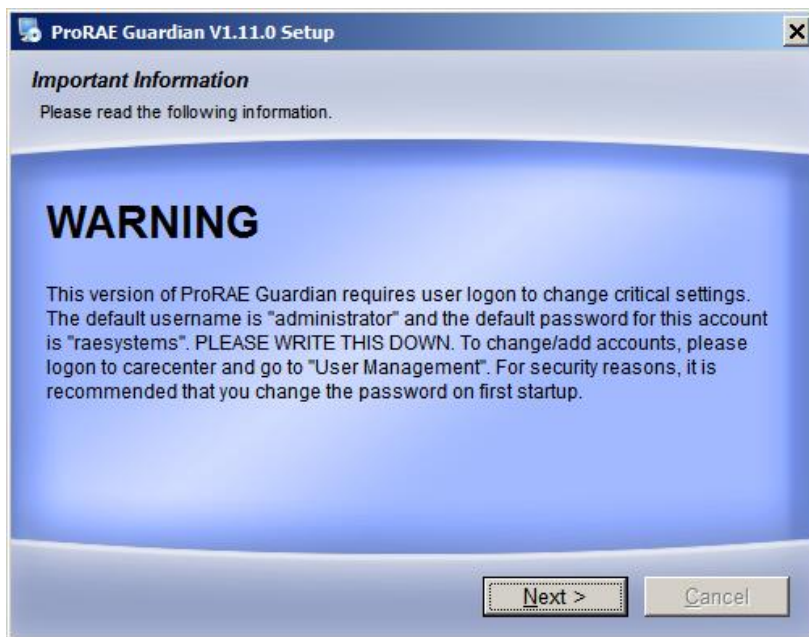 ProRAE Guardian V1.11.0 Setup
Important Information
Please read the following information.
WARNING
This version of ProRAE Guardian requires user logon to change critical settings.
The default username is "administrator" and the default password for this account
is "raesystems". PLEASE WRITE THIS DOWN. To change/add accounts, please
logon to carecenter and go to "User Management". For security reasons, it is
recommended that you change the password on first startup.
Next >
Cancel